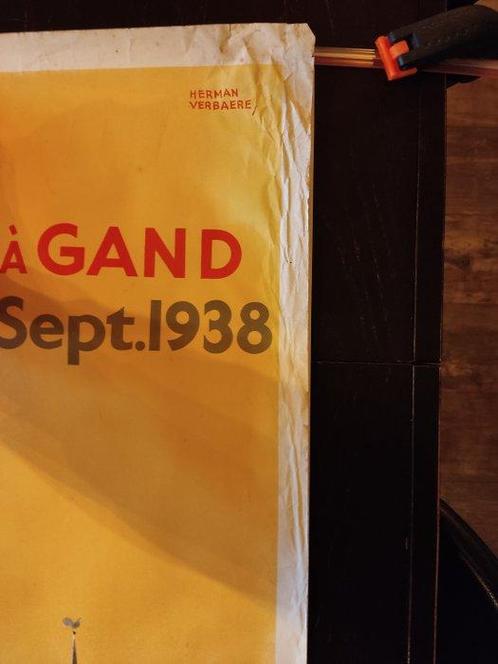 HERMAN
VERBAERE
À GAND
Sept.1938